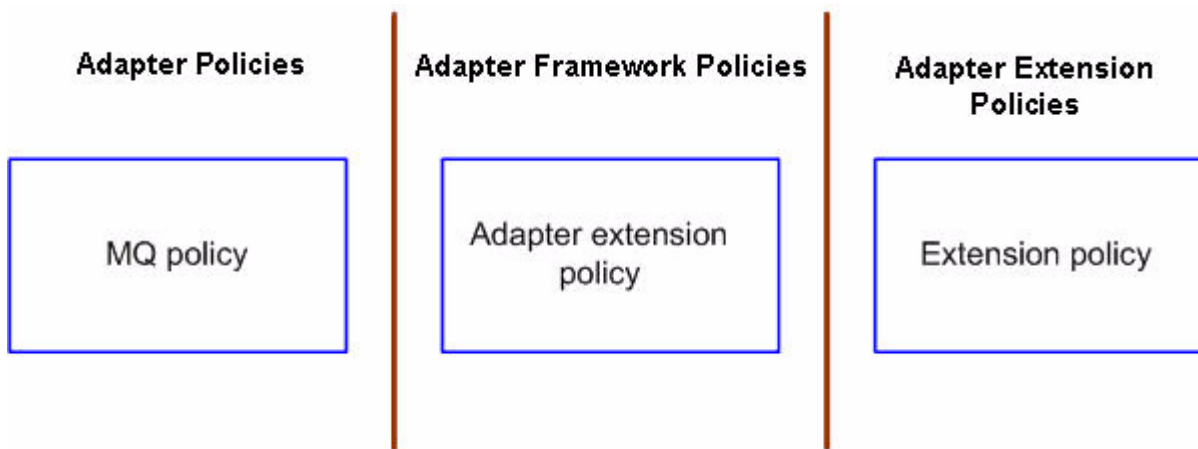 Adapter Policies
Adapter Framework Policies
Adapter Extension
Policies
MQ policy
Adapter extension
policy
Extension policy